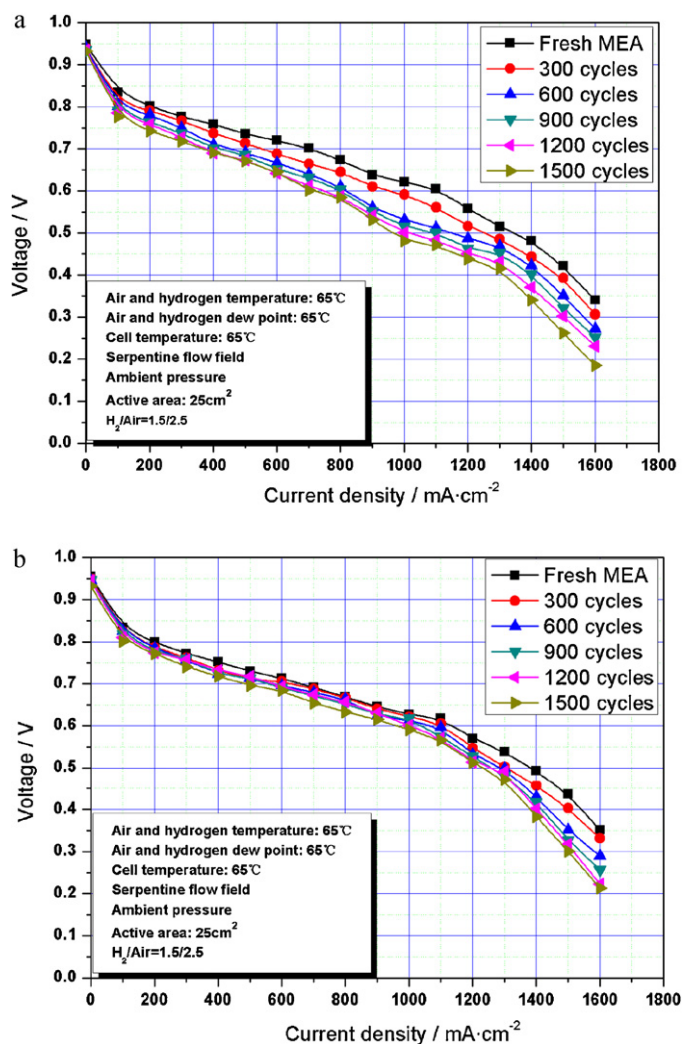 a
1.0
0.9
0.8
0.7
0.6
0.5
0.4
0.3
0.2
0.1
0.0
Voltage / V
Fresh MEA
300 cycles
600 cycles
900 cycles
1200 cycles
1500 cycles
Air and hydrogen temperature: 65℃
Air and hydrogen dew point: 65℃
Cell temperature: 65℃
Serpentine flow field
Ambient pressure
Active area: 25cm²
H₂/Air=1.5/2.5
0 200 400 600 800 1000 1200 1400 1600 1800
Current density / mA·cm⁻²
b
1.0
0.9
0.8
0.7
0.6
0.5
0.4
0.3
0.2
0.1
0.0
Voltage / V
Fresh MEA
300 cycles
600 cycles
900 cycles
1200 cycles
1500 cycles
Air and hydrogen temperature: 65℃
Air and hydrogen dew point: 65℃
Cell temperature: 65℃
Serpentine flow field
Ambient pressure
Active area: 25cm²
H₂/Air=1.5/2.5
0 200 400 600 800 1000 1200 1400 1600 1800
Current density / mA·cm⁻²